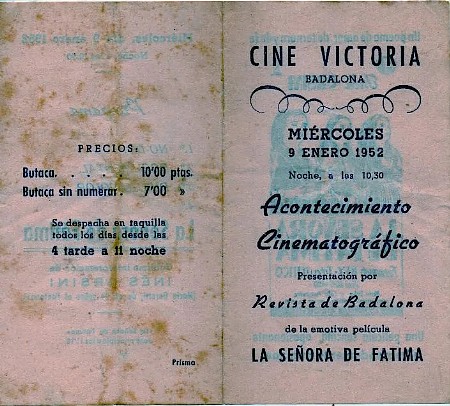 PRECIOS:
Butaca. . . . . . 10'00 ptas.
Butaca sin numerar. 7'00 »
Se despacha en taquilla
todos los días desde las
4 tarde a 11 noche
Prisma
CINE VICTORIA
BADALONA
MIÉRCOLES
9 ENERO 1952
Noche, a las 10,30
Acontecimiento
Cinematográfico
Presentación por
Revista de Badalona
de la emotiva película
LA SEÑORA DE FATIMA